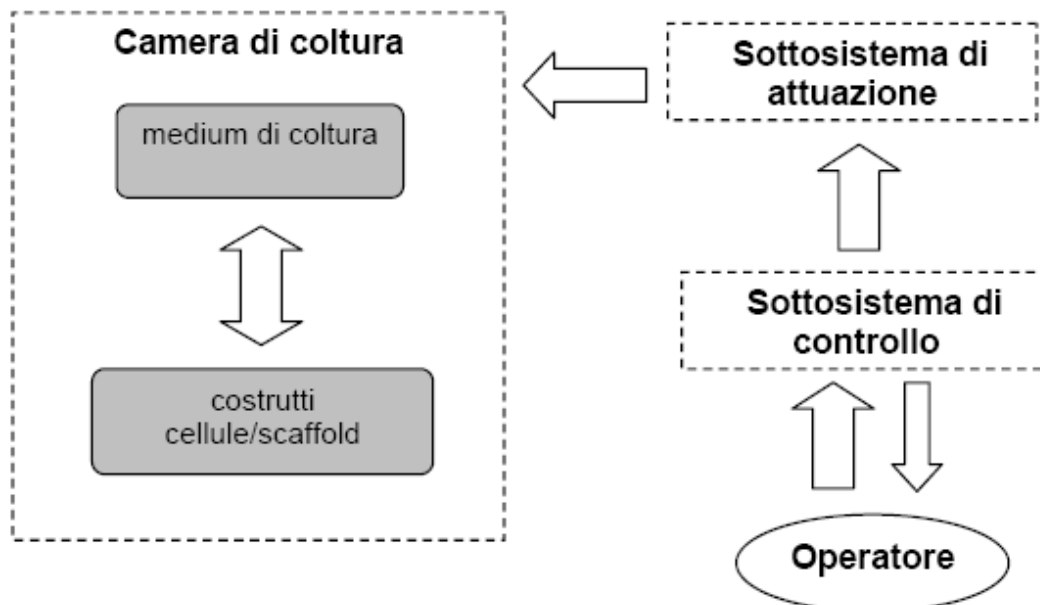 Camera di coltura
medium di coltura
costrutti
cellule/scaffold
Sottosistema di
attuazione
Sottosistema di
controllo
Operatore